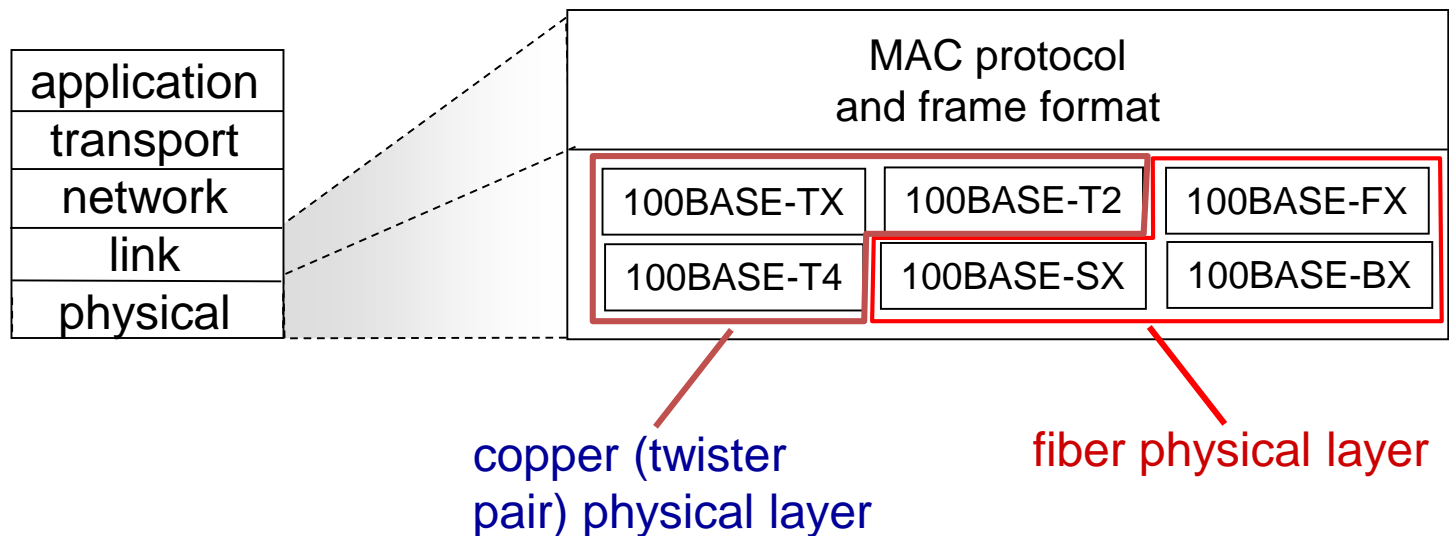 application
transport
network
link
physical
MAC protocol
and frame format
100BASE-TX
100BASE-T2
100BASE-FX
100BASE-T4
100BASE-SX
100BASE-BX
copper (twister
pair) physical layer
fiber physical layer